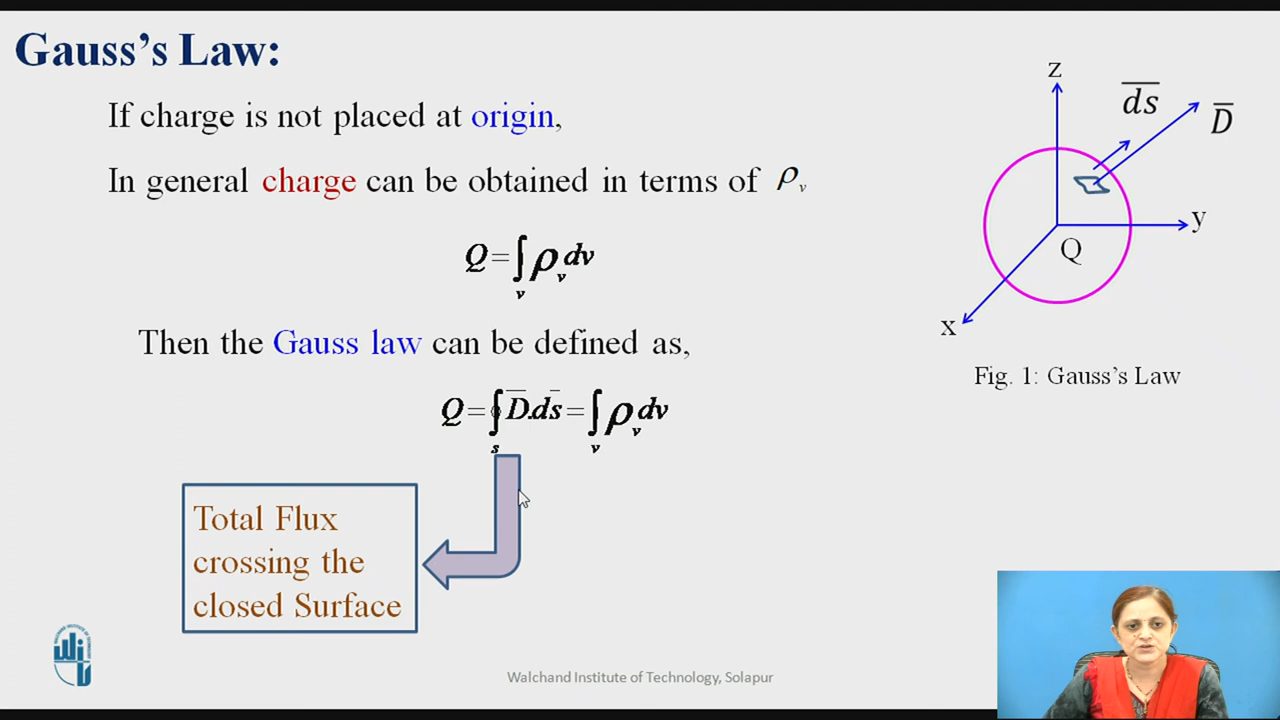 Gauss's Law:
If charge is not placed at origin,
In general charge can be obtained in terms of ρᵥ
Q=∫ᵥ ρᵥ dv
Then the Gauss law can be defined as,
Q=∮ₛ D̅.ds̅=∫ᵥ ρᵥ dv
Total Flux
crossing the
closed Surface
z
d̅s̅
D̅
y
Q
x
Fig. 1: Gauss's Law
Walchand Institute of Technology, Solapur